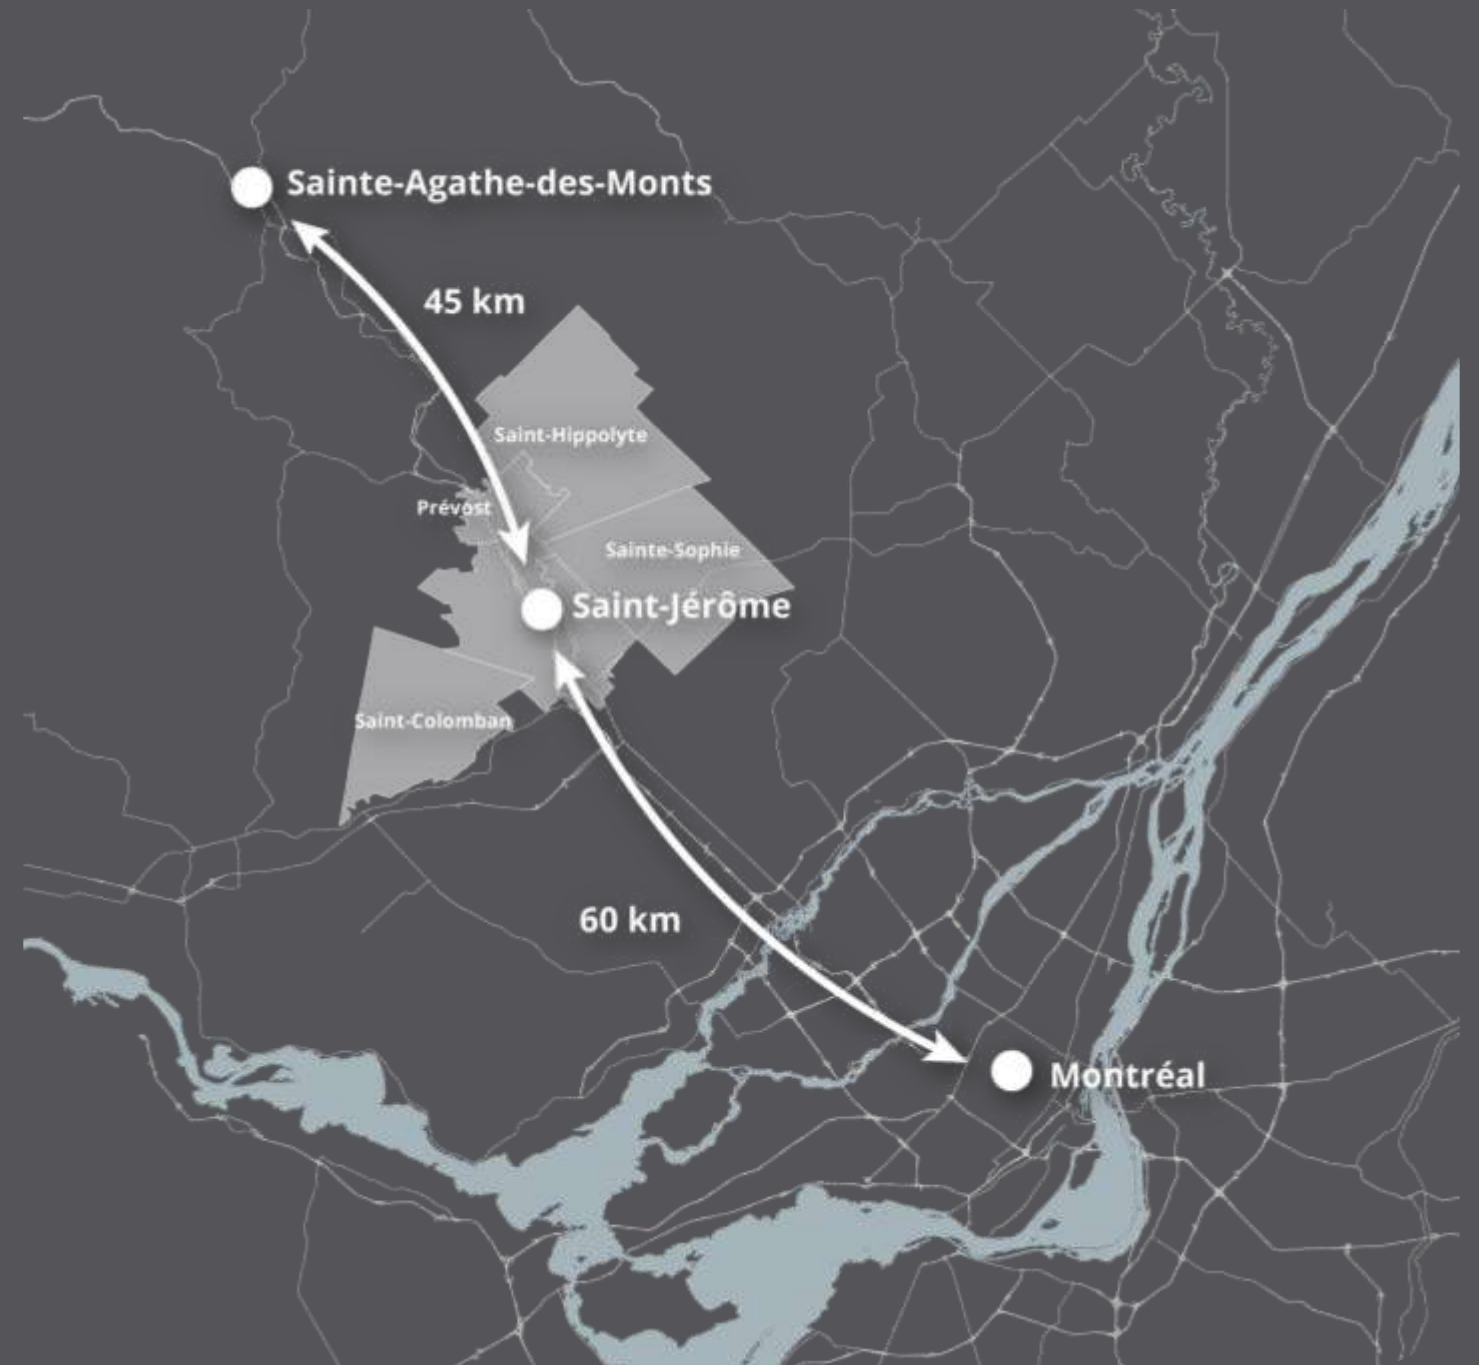 Sainte-Agathe-des-Monts
45 km
Saint-Hippolyte
Prévost
Sainte-Sophie
Saint-Jérôme
Saint-Colomban
60 km
Montréal